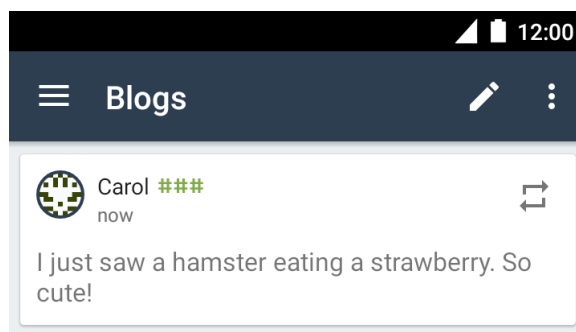 12:00
Blogs
Carol ###
now
I just saw a hamster eating a strawberry. So
cute!